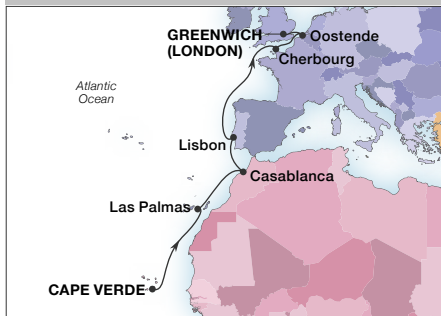 GREENWICH
(LONDON)
Oostende
Cherbourg
Atlantic
Ocean
Lisbon
Casablanca
Las Palmas
CAPE VERDE